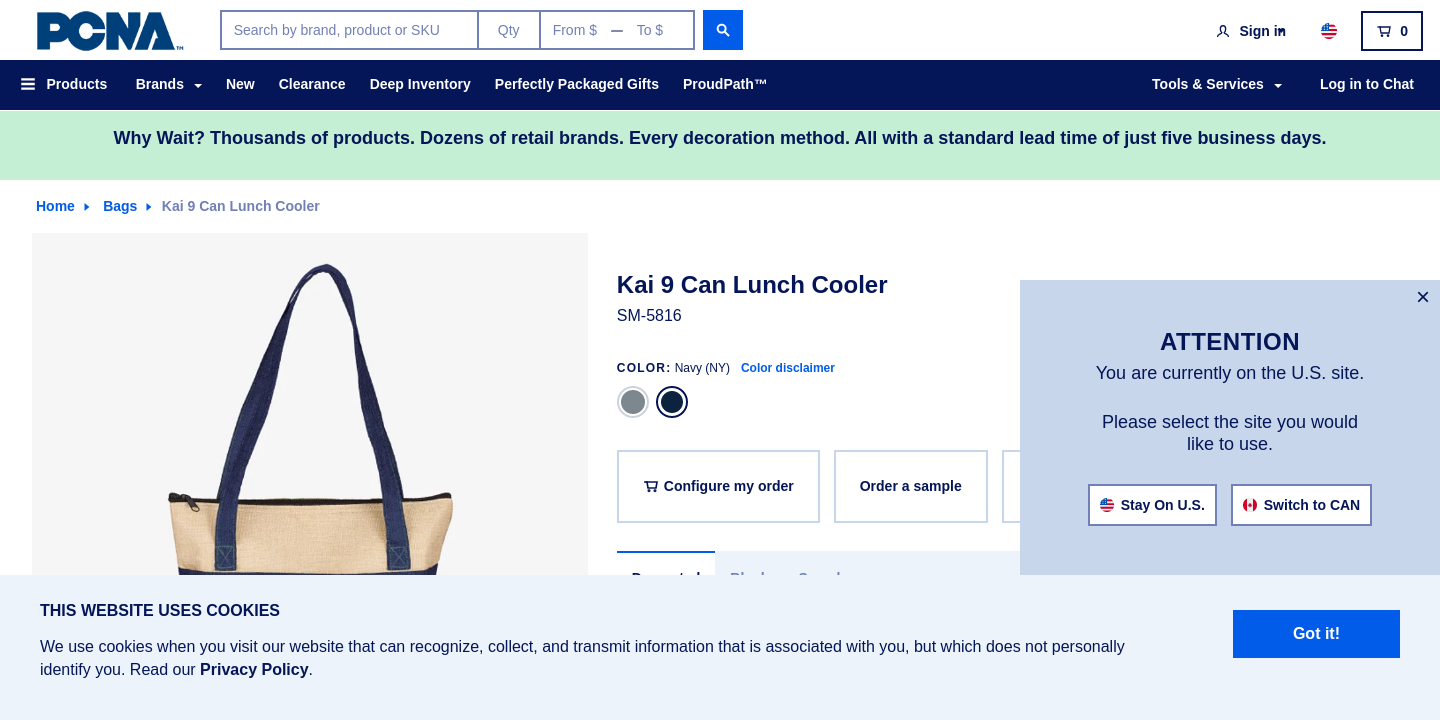 PCNA™
Search by brand, product or SKU
Qty
From $ — To $
Sign in
0
Products
Brands
New
Clearance
Deep Inventory
Perfectly Packaged Gifts
ProudPath™
Tools & Services
Log in to Chat
Why Wait? Thousands of products. Dozens of retail brands. Every decoration method. All with a standard lead time of just five business days.
Home
Bags
Kai 9 Can Lunch Cooler
Kai 9 Can Lunch Cooler
SM-5816
COLOR: Navy (NY) Color disclaimer
Configure my order
Order a sample
×
ATTENTION
You are currently on the U.S. site.
Please select the site you would
like to use.
Stay On U.S.
Switch to CAN
THIS WEBSITE USES COOKIES
We use cookies when you visit our website that can recognize, collect, and transmit information that is associated with you, but which does not personally
identify you. Read our Privacy Policy.
Got it!